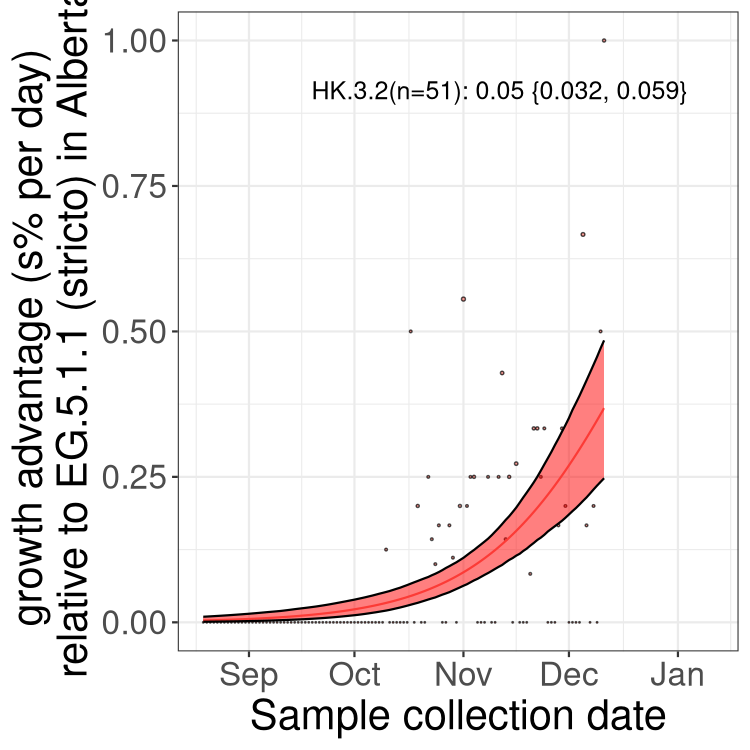 growth advantage (s% per day)
relative to EG.5.1.1 (stricto) in Alberta
1.00
0.75
0.50
0.25
0.00
HK.3.2(n=51): 0.05 {0.032, 0.059}
Sep Oct Nov Dec Jan
Sample collection date